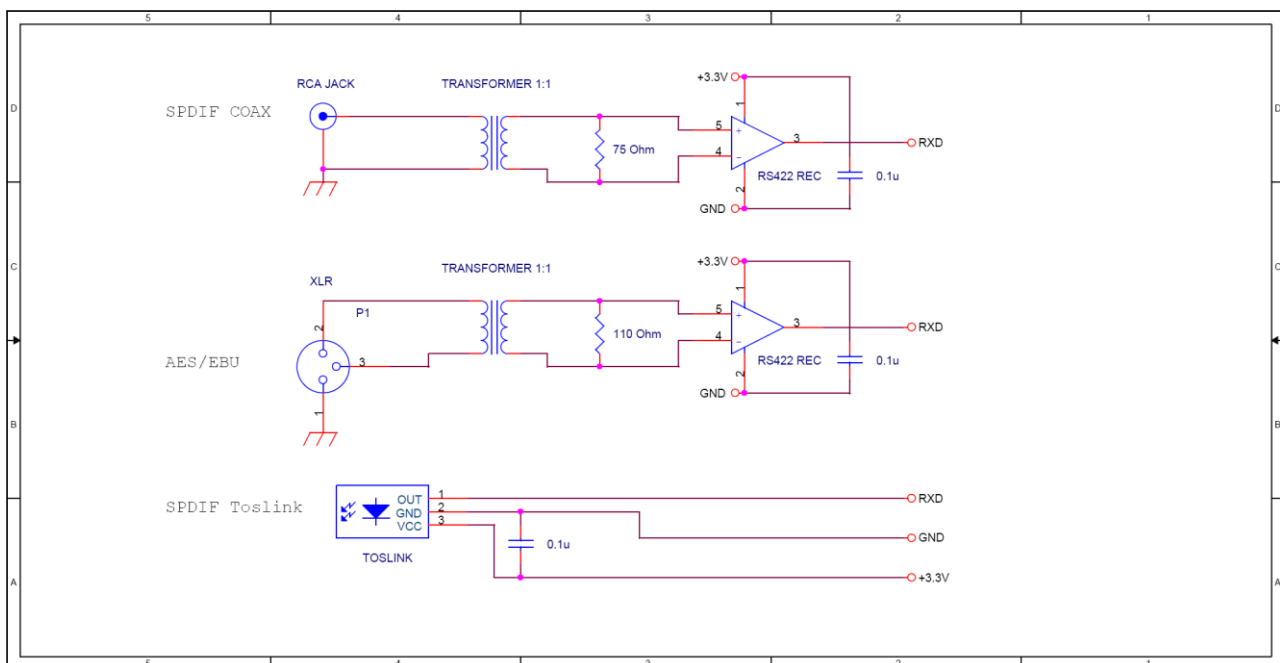 5 4 3 2 1
D D
C C
B B
A A
SPDIF COAX
RCA JACK
TRANSFORMER 1:1
75 Ohm
+3.3V
1
5
+
4
-
3
RXD
RS422 REC
0.1u
2
GND
AES/EBU
XLR
P1
2
3
1
TRANSFORMER 1:1
110 Ohm
+3.3V
1
5
+
4
-
3
RXD
RS422 REC
0.1u
2
GND
SPDIF Toslink
OUT 1
GND 2
VCC 3
TOSLINK
0.1u
RXD
GND
+3.3V
5 4 3 2 1